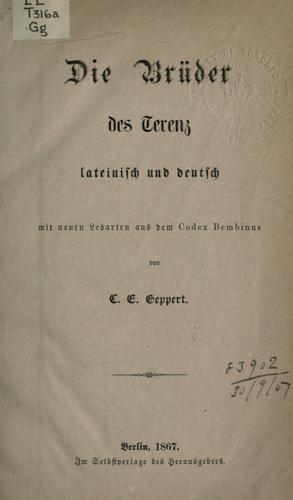 LL
T316a
Gg
Die Brüder
des Terenz
lateinisch und deutsch
mit neuen Lesarten aus dem Codex Bembinus
von
C. E. Geppert.
83902
30/9/07
Berlin, 1867.
Im Selbstverlage des Herausgebers.